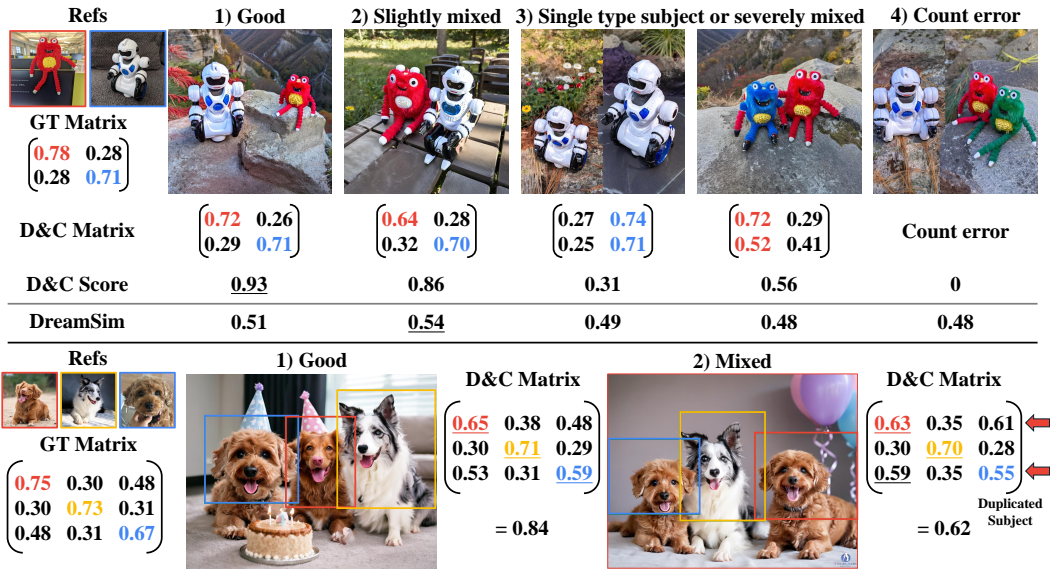 Refs
1) Good
2) Slightly mixed
3) Single type subject or severely mixed
4) Count error
GT Matrix
0.78 0.28
0.28 0.71
D&C Matrix
0.72 0.26
0.29 0.71
0.64 0.28
0.32 0.70
0.27 0.74
0.25 0.71
0.72 0.29
0.52 0.41
Count error
D&C Score
0.93
0.86
0.31
0.56
0
DreamSim
0.51
0.54
0.49
0.48
0.48
Refs
1) Good
2) Mixed
GT Matrix
0.75 0.30 0.48
0.30 0.73 0.31
0.48 0.31 0.67
D&C Matrix
0.65 0.38 0.48
0.30 0.71 0.29
0.53 0.31 0.59
= 0.84
D&C Matrix
0.63 0.35 0.61
0.30 0.70 0.28
0.59 0.35 0.55
Duplicated
Subject
= 0.62